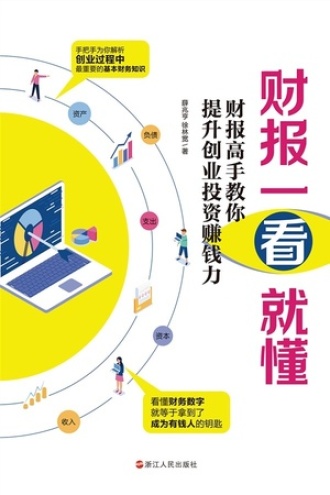 手把手为你解析
创业过程中
最重要的基本财务知识
财报一看就懂
财报高手教你
提升创业投资赚钱力
薛兆亨 徐林宽/著
资产
负债
支出
资本
收入
看懂财务数字
就等于拿到了
成为有钱人的钥匙
浙江人民出版社